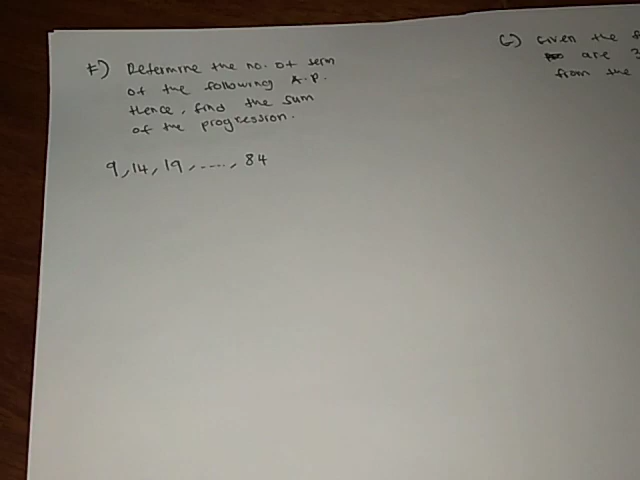 F) Determine the no. of term
of the following A.P.
Hence, find the sum
of the progression.
9, 14, 19, ....., 84
G) Given the
are 3
from the